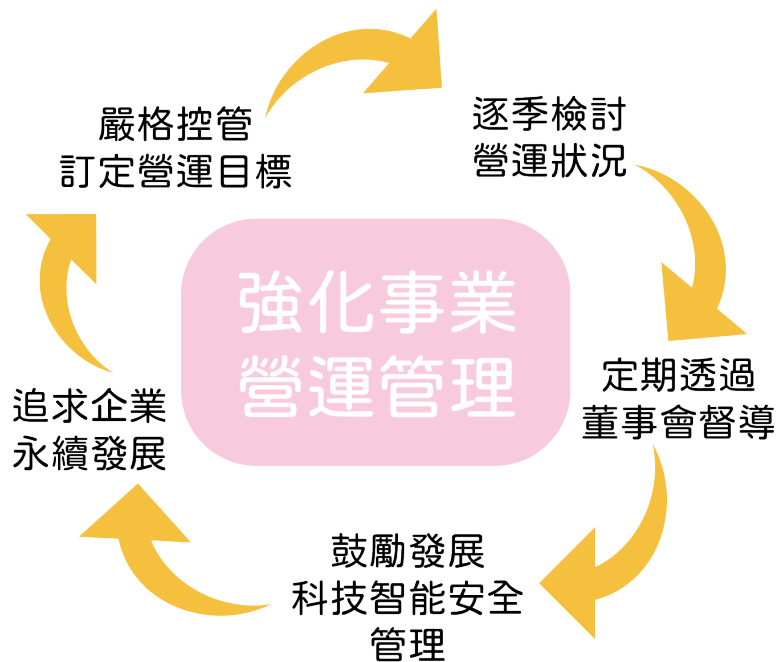 嚴格控管
訂定營運目標
逐季檢討
營運狀況
強化事業
營運管理
定期透過
董事會督導
追求企業
永續發展
鼓勵發展
科技智能安全
管理